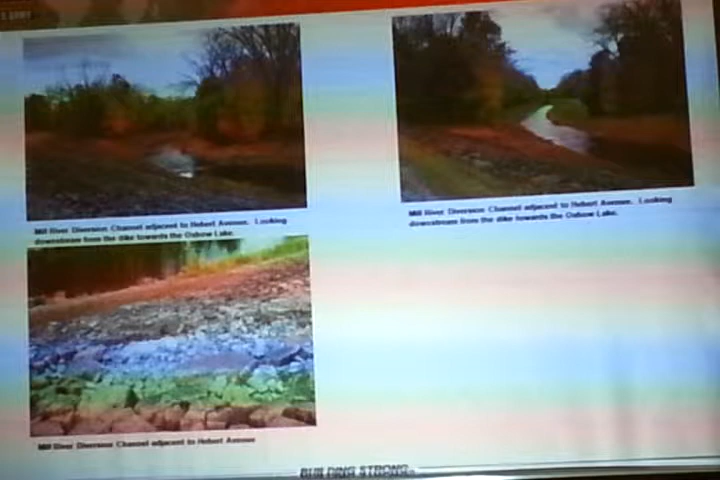 Mill River Diversion Channel adjacent to Hebert Avenue. Looking
downstream from the dike towards the Oxbow Lake.
Mill River Diversion Channel adjacent to Hebert Avenue. Looking
downstream from the dike towards the Oxbow Lake.
Mill River Diversion Channel adjacent to Hebert Avenue
BUILDING STRONG